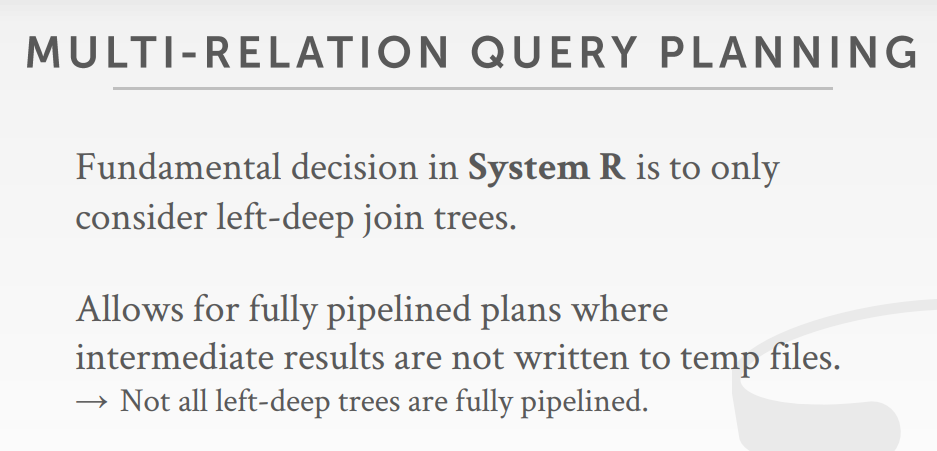 MULTI-RELATION QUERY PLANNING
Fundamental decision in System R is to only
consider left-deep join trees.
Allows for fully pipelined plans where
intermediate results are not written to temp files.
→ Not all left-deep trees are fully pipelined.